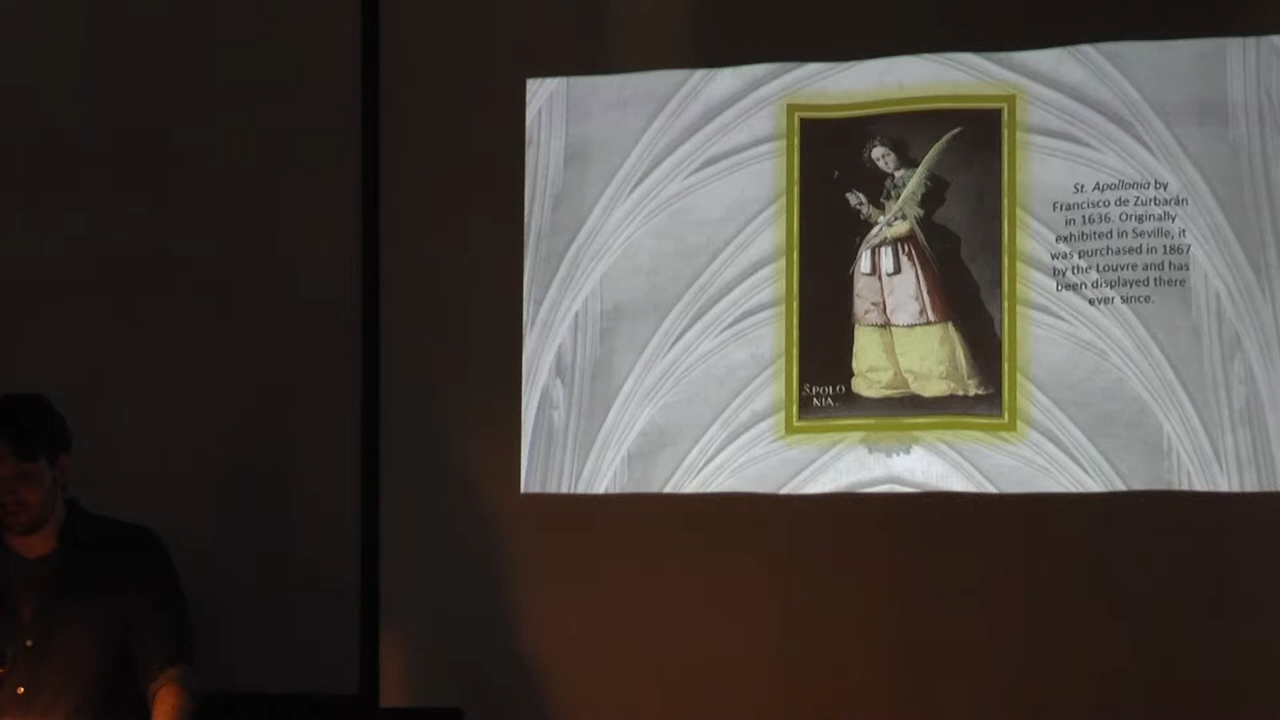 St. Apollonia by
Francisco de Zurbarán
in 1636. Originally
exhibited in Seville, it
was purchased in 1867
by the Louvre and has
been displayed there
ever since.
S.POLO
NIA.